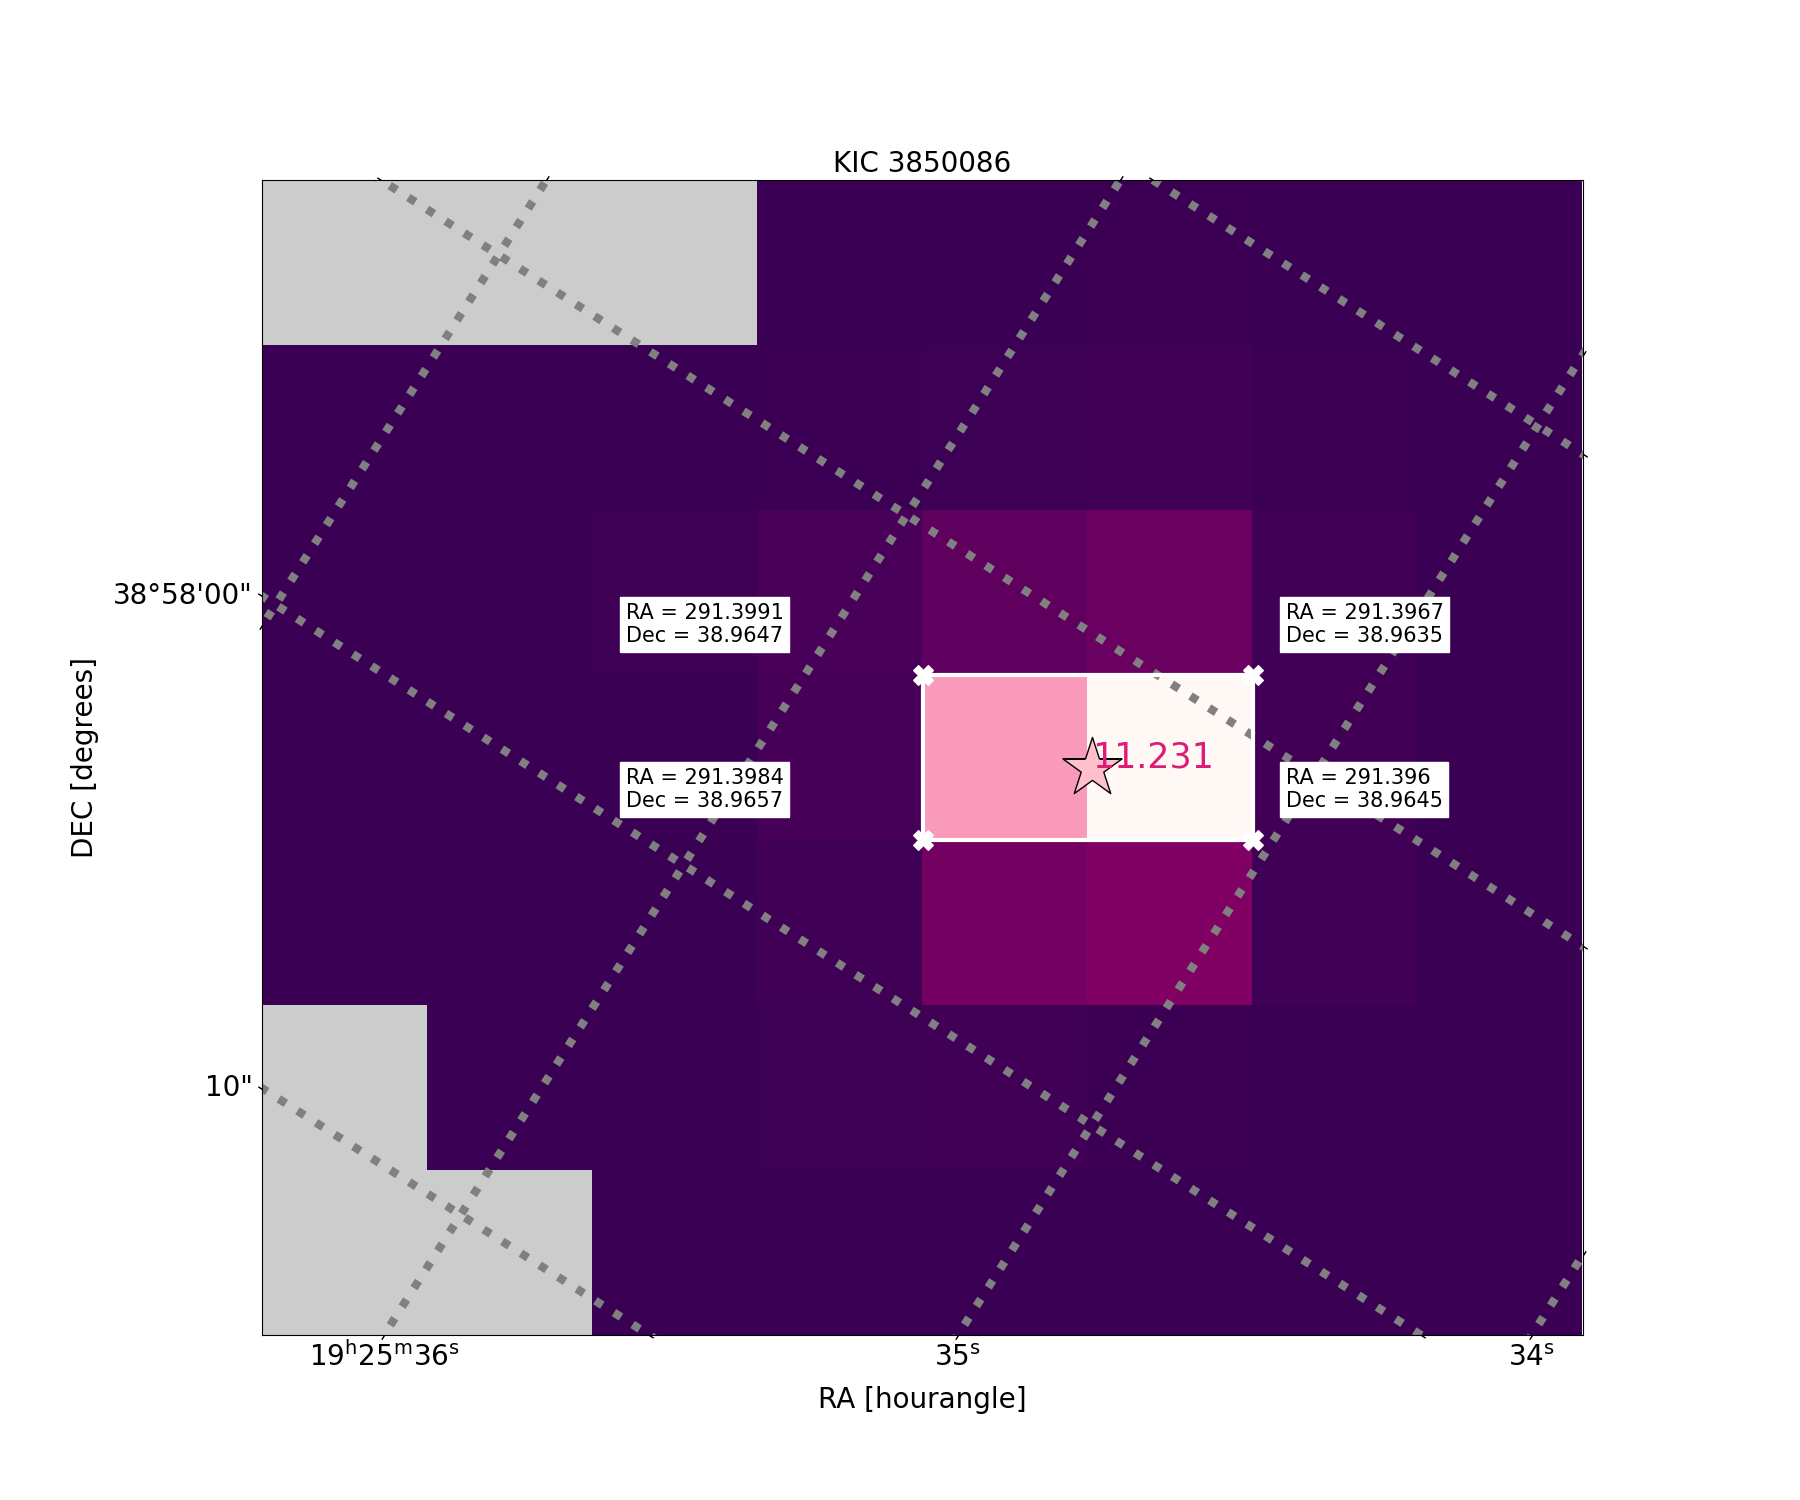 KIC 3850086
38°58'00"
RA = 291.3991
Dec = 38.9647
RA = 291.3967
Dec = 38.9635
11.231
RA = 291.3984
Dec = 38.9657
RA = 291.396
Dec = 38.9645
DEC [degrees]
10"
19ʰ25ᵐ36ˢ
35ˢ
34ˢ
RA [hourangle]